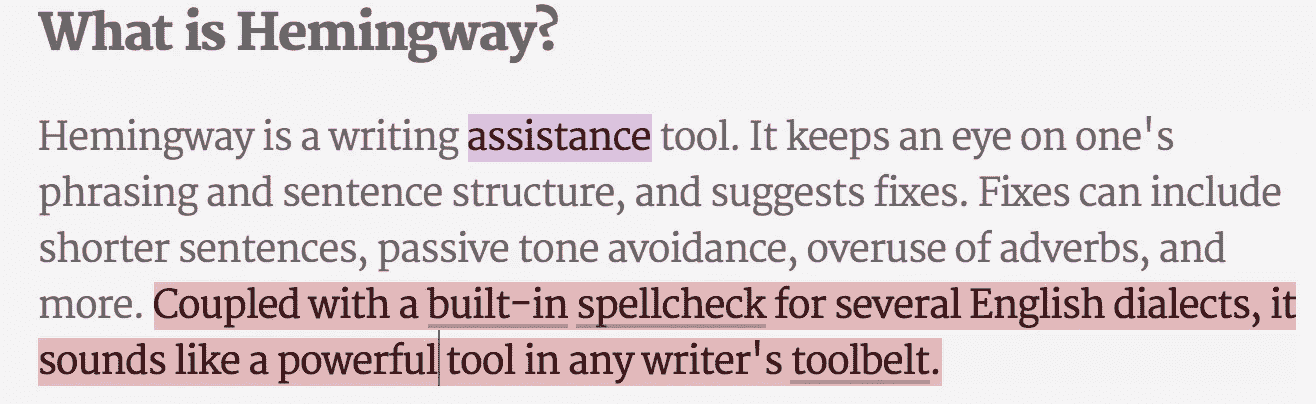 What is Hemingway?
Hemingway is a writing assistance tool. It keeps an eye on one's
phrasing and sentence structure, and suggests fixes. Fixes can include
shorter sentences, passive tone avoidance, overuse of adverbs, and
more. Coupled with a built-in spellcheck for several English dialects, it
sounds like a powerful tool in any writer's toolbelt.